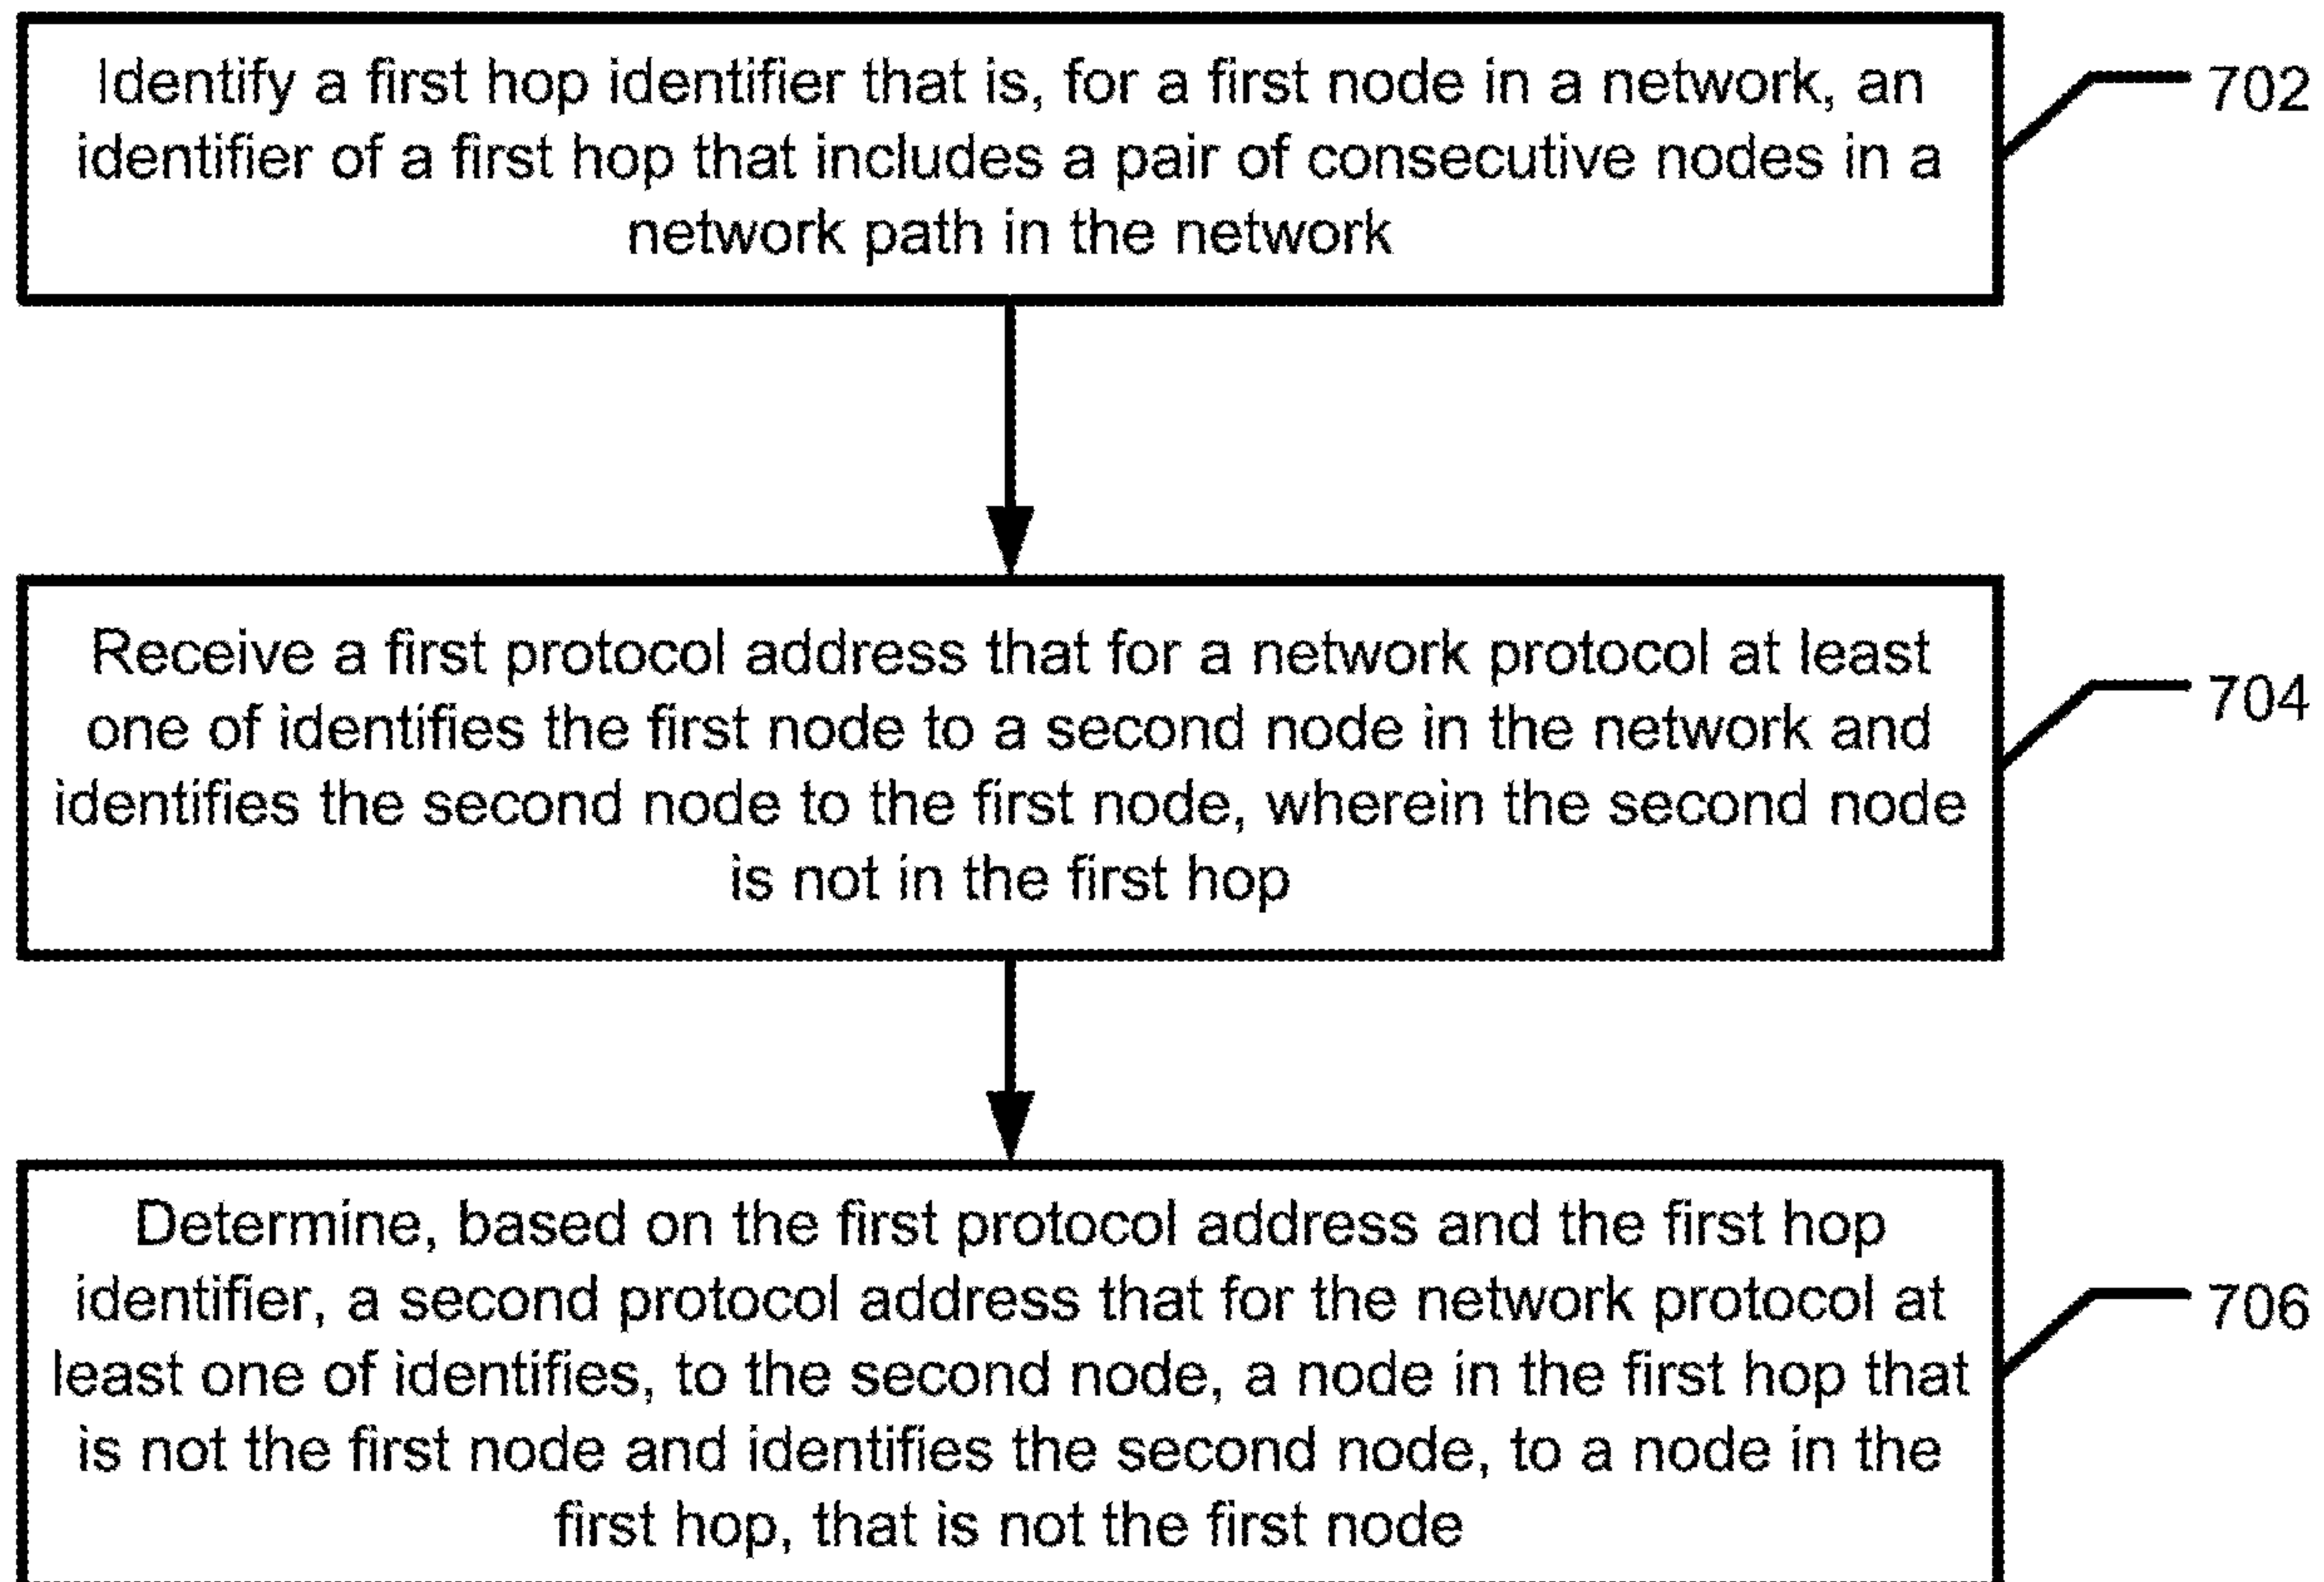 Identify a first hop identifier that is, for a first node in a network, an
identifier of a first hop that includes a pair of consecutive nodes in a
network path in the network
702
Receive a first protocol address that for a network protocol at least
one of identifies the first node to a second node in the network and
identifies the second node to the first node, wherein the second node
is not in the first hop
704
Determine, based on the first protocol address and the first hop
identifier, a second protocol address that for the network protocol at
least one of identifies, to the second node, a node in the first hop that
is not the first node and identifies the second node, to a node in the
first hop, that is not the first node
706